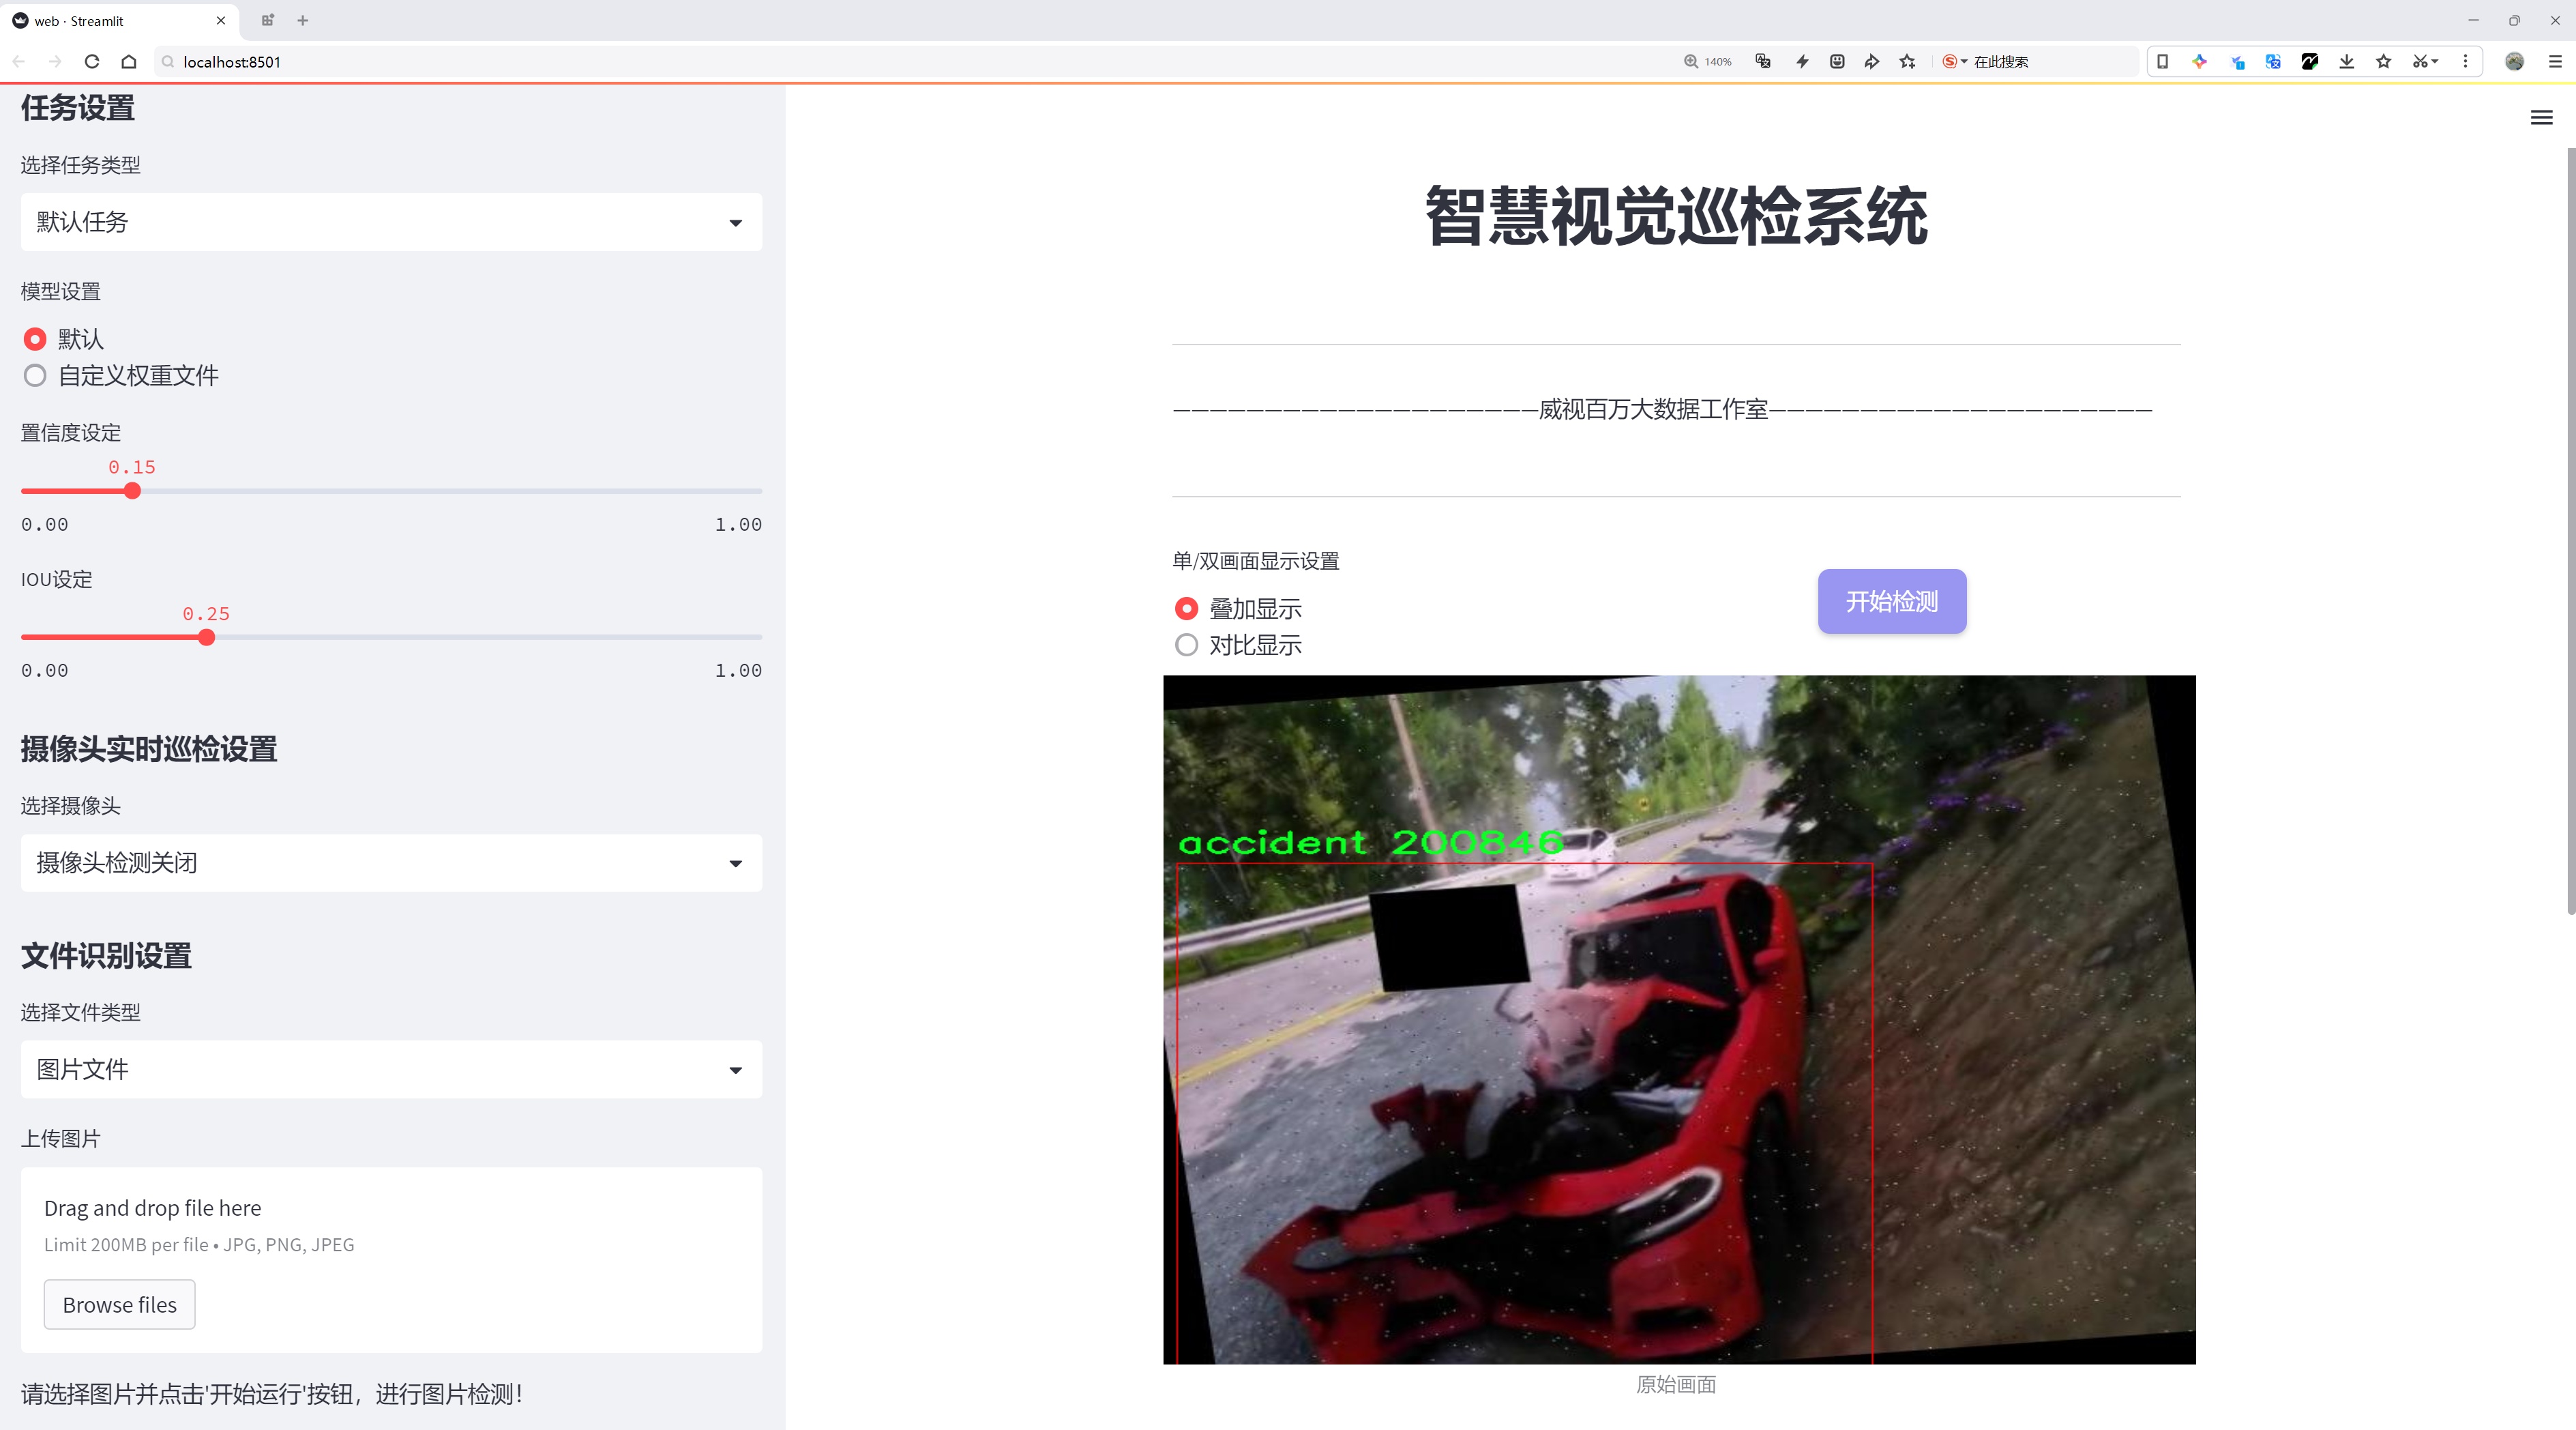 web · Streamlit
localhost:8501
140%
在此搜索
任务设置
选择任务类型
默认任务
模型设置
默认
自定义权重文件
置信度设定
0.15
0.00
1.00
IOU设定
0.25
0.00
1.00
摄像头实时巡检设置
选择摄像头
摄像头检测关闭
文件识别设置
选择文件类型
图片文件
上传图片
Drag and drop file here
Limit 200MB per file • JPG, PNG, JPEG
Browse files
请选择图片并点击'开始运行'按钮，进行图片检测！
智慧视觉巡检系统
—————————————————————威视百万大数据工作室—————————————————————
单/双画面显示设置
叠加显示
对比显示
开始检测
accident 200846
原始画面